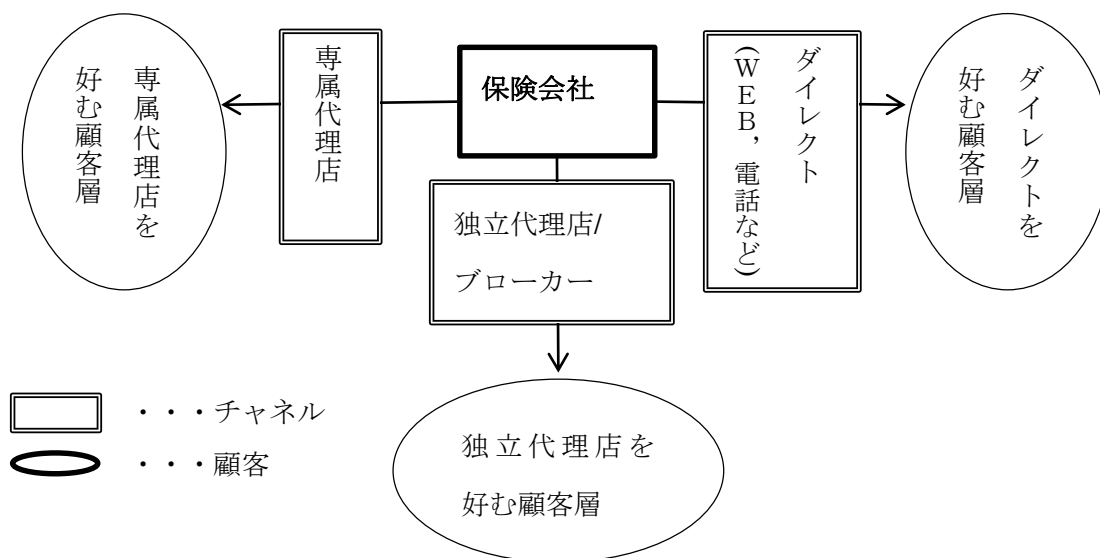 専属代理店を
好む顧客層
専属代理店
保険会社
ダイレクト
(WEB,電話など)
ダイレクトを
好む顧客層
独立代理店/
ブローカー
・・・チャネル
・・・顧客
独立代理店を
好む顧客層